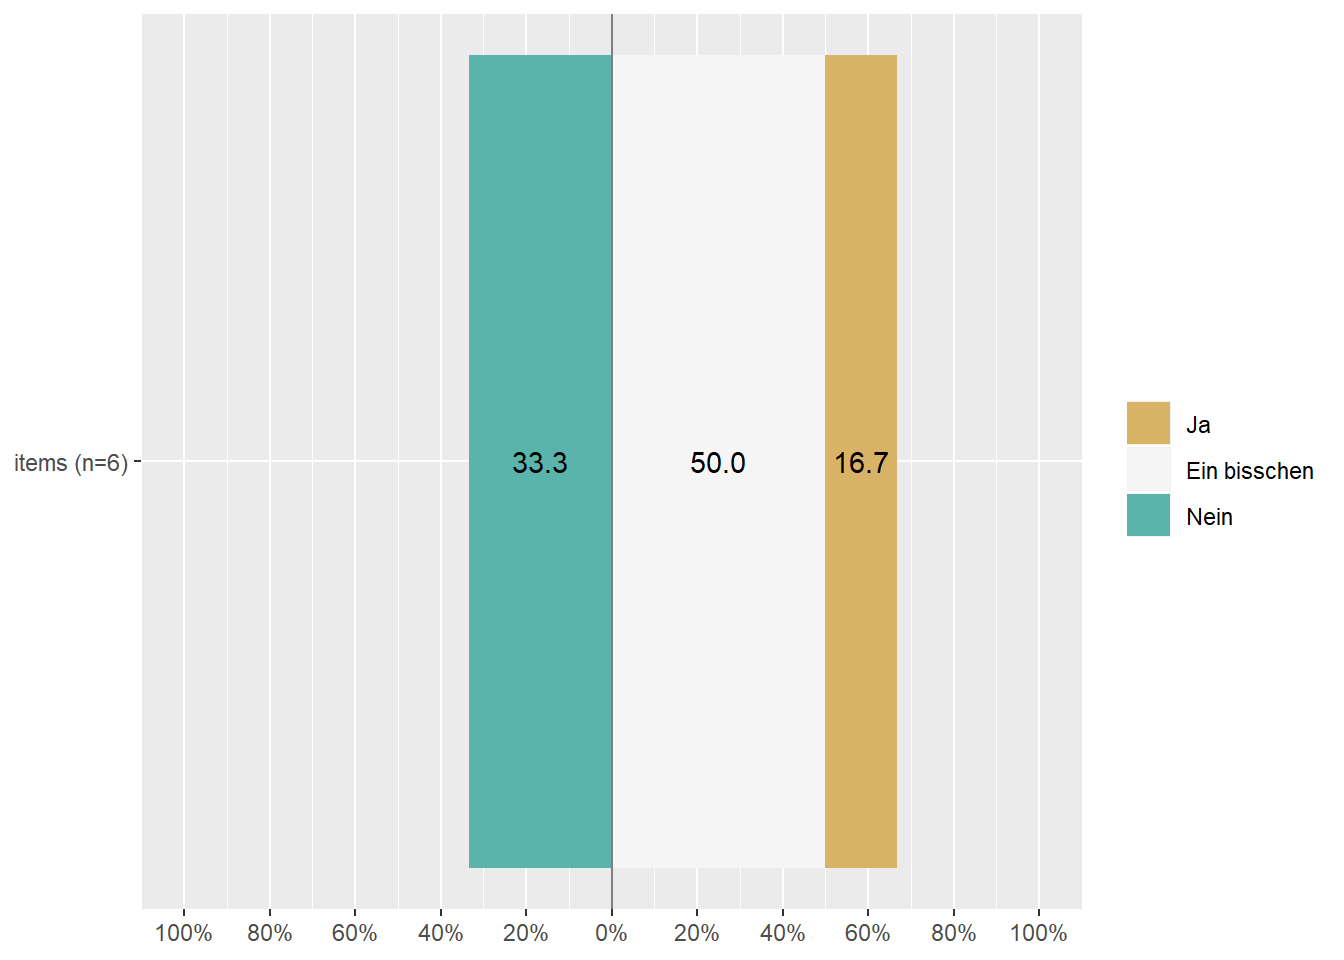 items (n=6)
33.3 50.0 16.7
Ja
Ein bisschen
Nein
100% 80% 60% 40% 20% 0% 20% 40% 60% 80% 100%